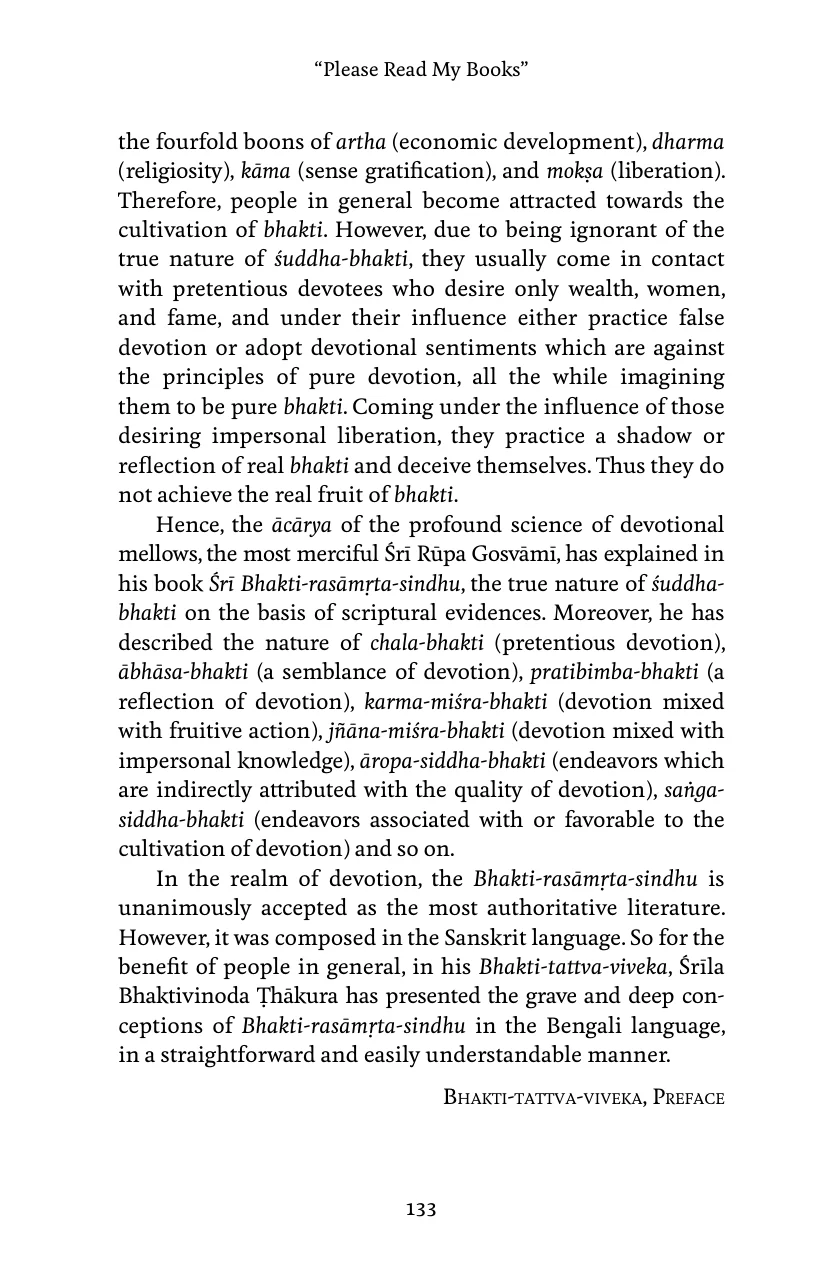 “Please Read My Books”
the fourfold boons of artha (economic development), dharma
(religiosity), kāma (sense gratification), and mokṣa (liberation).
Therefore, people in general become attracted towards the
cultivation of bhakti. However, due to being ignorant of the
true nature of śuddha-bhakti, they usually come in contact
with pretentious devotees who desire only wealth, women,
and fame, and under their influence either practice false
devotion or adopt devotional sentiments which are against
the principles of pure devotion, all the while imagining
them to be pure bhakti. Coming under the influence of those
desiring impersonal liberation, they practice a shadow or
reflection of real bhakti and deceive themselves. Thus they do
not achieve the real fruit of bhakti.
Hence, the ācārya of the profound science of devotional
mellows, the most merciful Śrī Rūpa Gosvāmī, has explained in
his book Śrī Bhakti-rasāmṛta-sindhu, the true nature of śuddha-
bhakti on the basis of scriptural evidences. Moreover, he has
described the nature of chala-bhakti (pretentious devotion),
ābhāsa-bhakti (a semblance of devotion), pratibimba-bhakti (a
reflection of devotion), karma-miśra-bhakti (devotion mixed
with fruitive action), jñāna-miśra-bhakti (devotion mixed with
impersonal knowledge), āropa-siddha-bhakti (endeavors which
are indirectly attributed with the quality of devotion), saṅga-
siddha-bhakti (endeavors associated with or favorable to the
cultivation of devotion) and so on.
In the realm of devotion, the Bhakti-rasāmṛta-sindhu is
unanimously accepted as the most authoritative literature.
However, it was composed in the Sanskrit language. So for the
benefit of people in general, in his Bhakti-tattva-viveka, Śrīla
Bhaktivinoda Ṭhākura has presented the grave and deep con-
ceptions of Bhakti-rasāmṛta-sindhu in the Bengali language,
in a straightforward and easily understandable manner.
Bhakti-tattva-viveka, Preface
133